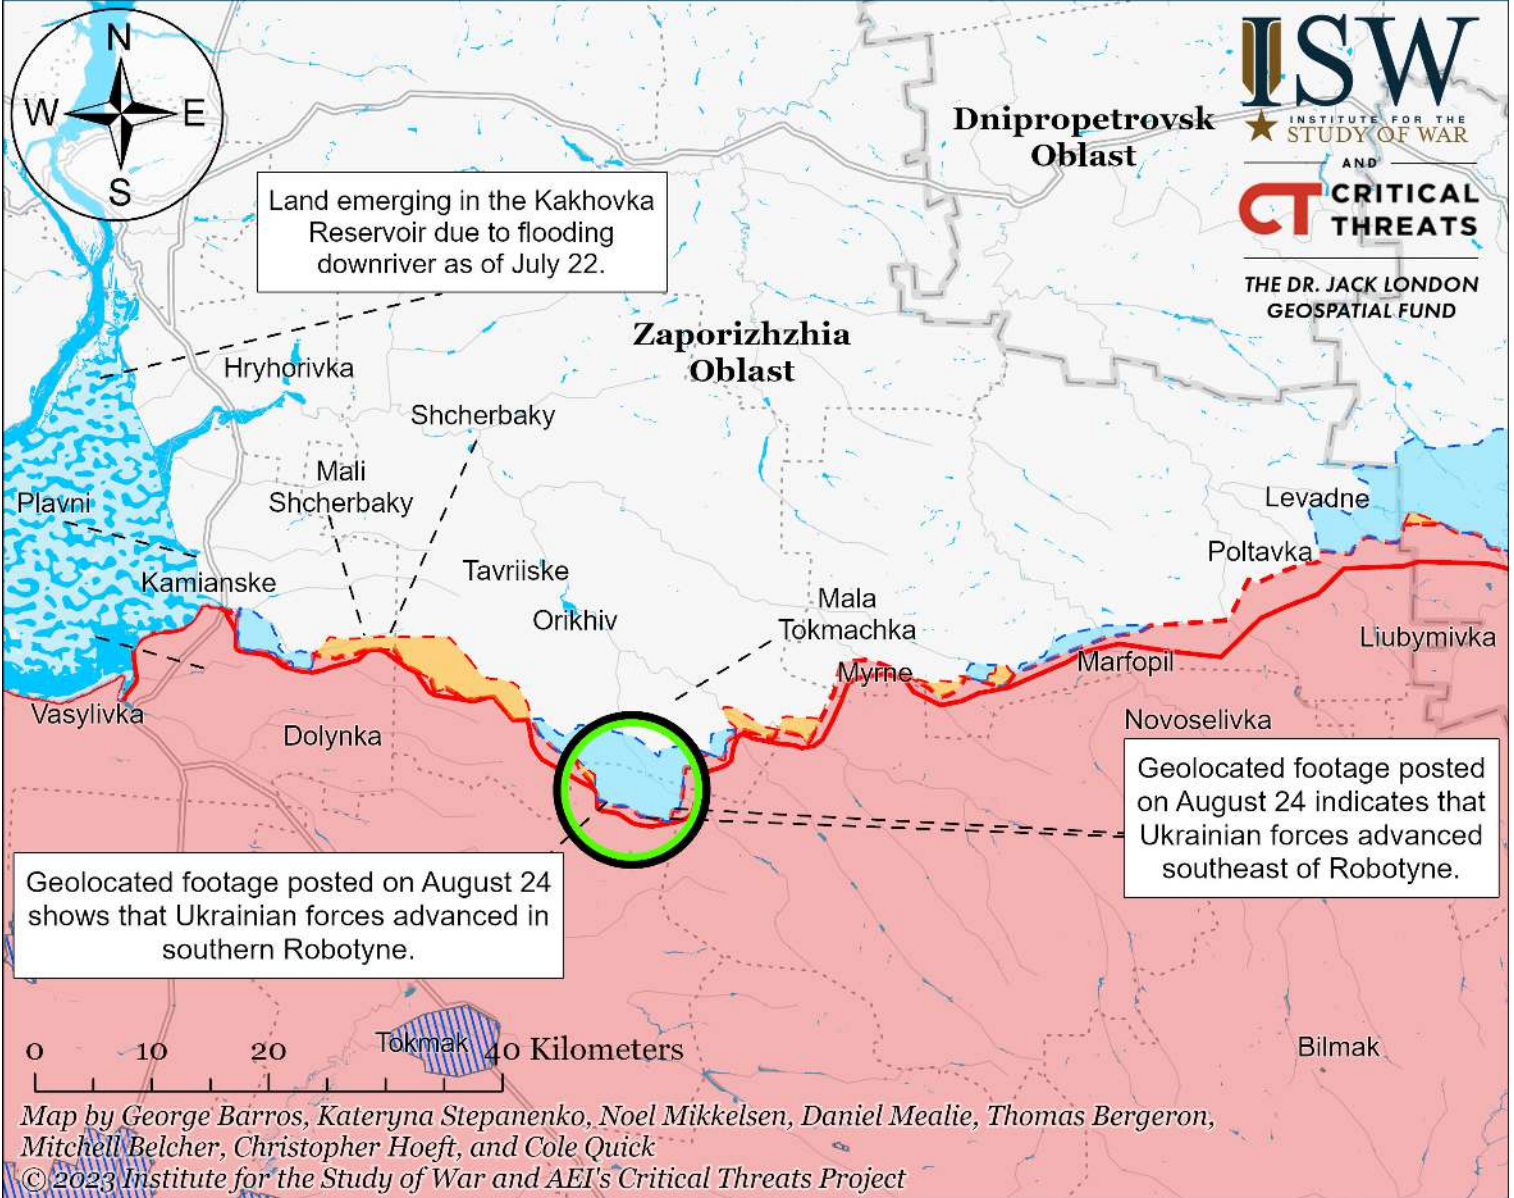 N
W
E
S
ISW
INSTITUTE FOR THE
STUDY OF WAR
AND
CT CRITICAL
THREATS
THE DR. JACK LONDON
GEOSPATIAL FUND
Dnipropetrovsk
Oblast
Land emerging in the Kakhovka
Reservoir due to flooding
downriver as of July 22.
Zaporizhzhia
Oblast
Hryhorivka
Shcherbaky
Mali
Shcherbaky
Plavni
Levadne
Poltavka
Kamianske
Tavriiske
Orikhiv
Mala
Tokmachka
Liubymivka
Myrne
Marfopil
Vasylivka
Dolynka
Novoselivka
Geolocated footage posted
on August 24 indicates that
Ukrainian forces advanced
southeast of Robotyne.
Geolocated footage posted on August 24
shows that Ukrainian forces advanced in
southern Robotyne.
Tokmak
Bilmak
0 10 20 40 Kilometers
Map by George Barros, Kateryna Stepanenko, Noel Mikkelsen, Daniel Mealie, Thomas Bergeron,
Mitchell Belcher, Christopher Hoeft, and Cole Quick
© 2023 Institute for the Study of War and AEI's Critical Threats Project